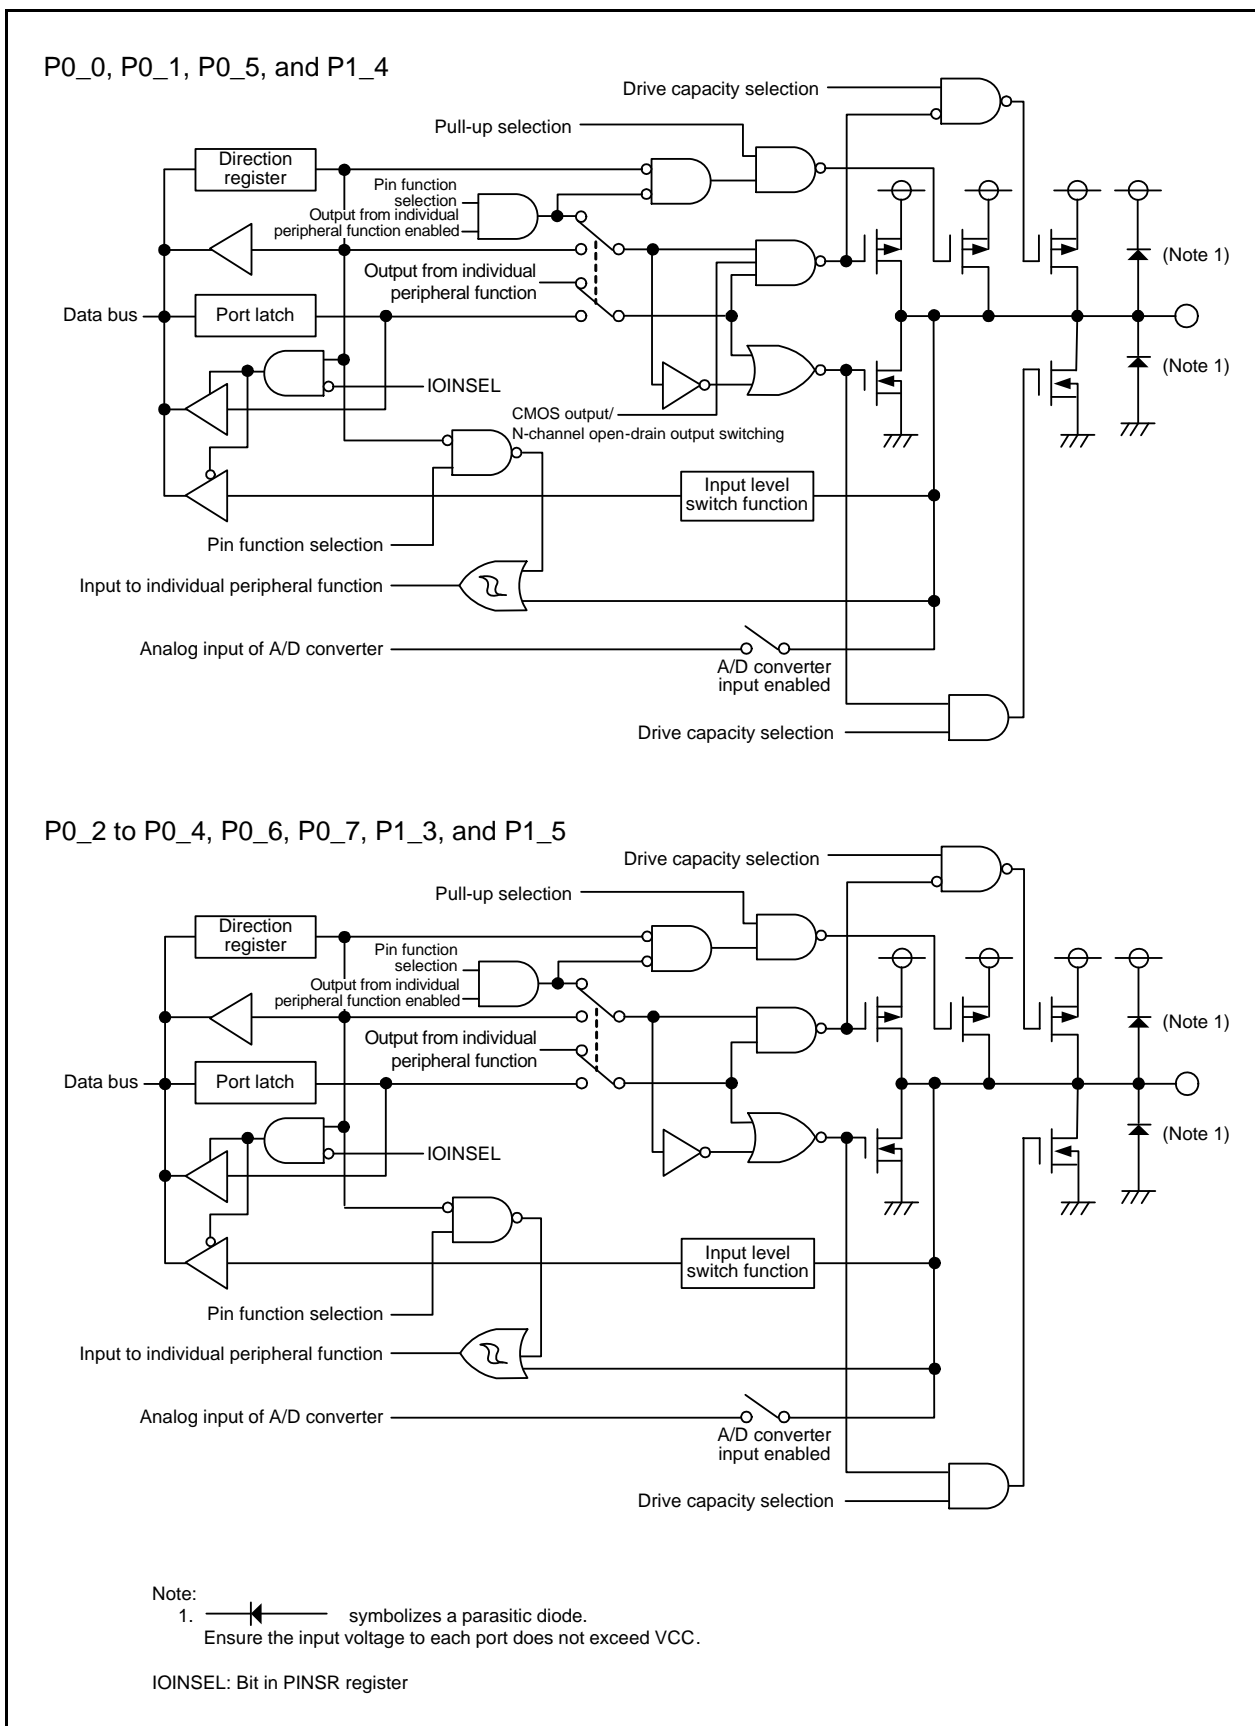 P0_0, P0_1, P0_5, and P1_4
Drive capacity selection
Pull-up selection
Direction
register
Pin function
selection
Output from individual
peripheral function enabled
(Note 1)
Output from individual
peripheral function
Data bus
Port latch
(Note 1)
IOINSEL
CMOS output/
N-channel open-drain output switching
Input level
switch function
Pin function selection
Input to individual peripheral function
Analog input of A/D converter
A/D converter
input enabled
Drive capacity selection
P0_2 to P0_4, P0_6, P0_7, P1_3, and P1_5
Drive capacity selection
Pull-up selection
Direction
register
Pin function
selection
Output from individual
peripheral function enabled
(Note 1)
Output from individual
peripheral function
Data bus
Port latch
(Note 1)
IOINSEL
Input level
switch function
Pin function selection
Input to individual peripheral function
Analog input of A/D converter
A/D converter
input enabled
Drive capacity selection
Note:
1. symbolizes a parasitic diode.
Ensure the input voltage to each port does not exceed VCC.
IOINSEL: Bit in PINSR register